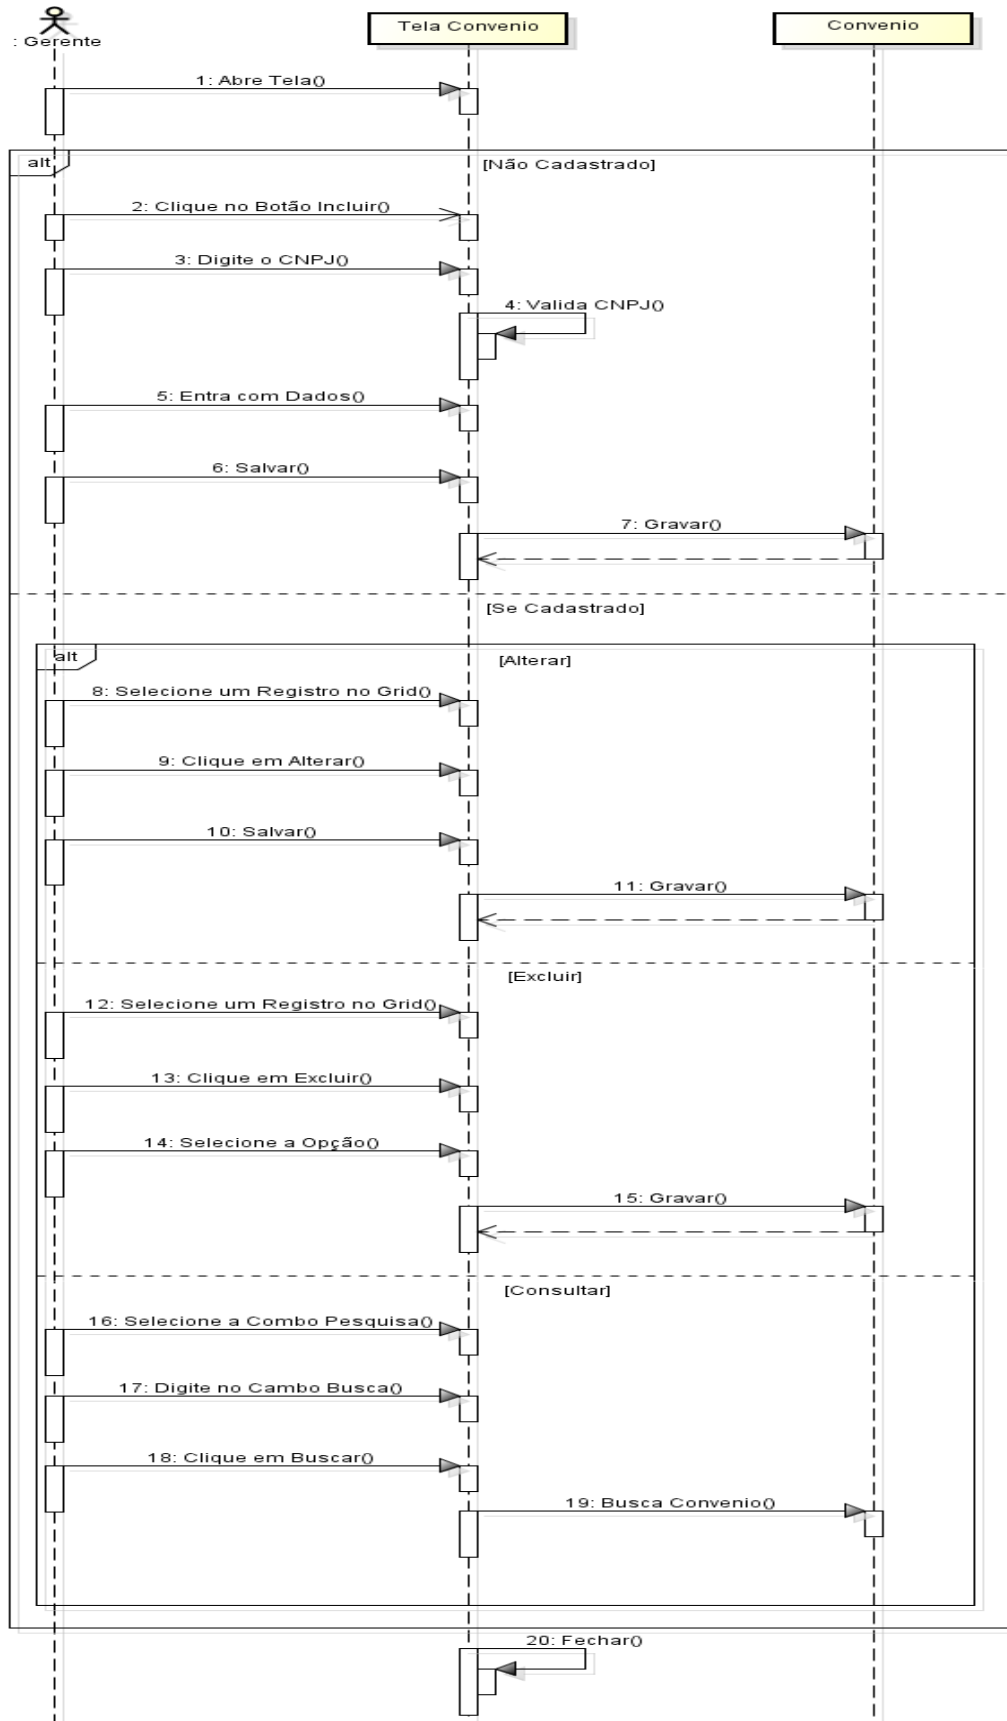 : Gerente
Tela Convenio
Convenio
1: Abre Tela()
alt
[Não Cadastrado]
2: Clique no Botão Incluir()
3: Digite o CNPJ()
4: Valida CNPJ()
5: Entra com Dados()
6: Salvar()
7: Gravar()
[Se Cadastrado]
alt
[Alterar]
8: Selecione um Registro no Grid()
9: Clique em Alterar()
10: Salvar()
11: Gravar()
[Excluir]
12: Selecione um Registro no Grid()
13: Clique em Excluir()
14: Selecione a Opção()
15: Gravar()
[Consultar]
16: Selecione a Combo Pesquisa()
17: Digite no Cambo Busca()
18: Clique em Buscar()
19: Busca Convenio()
20: Fechar()